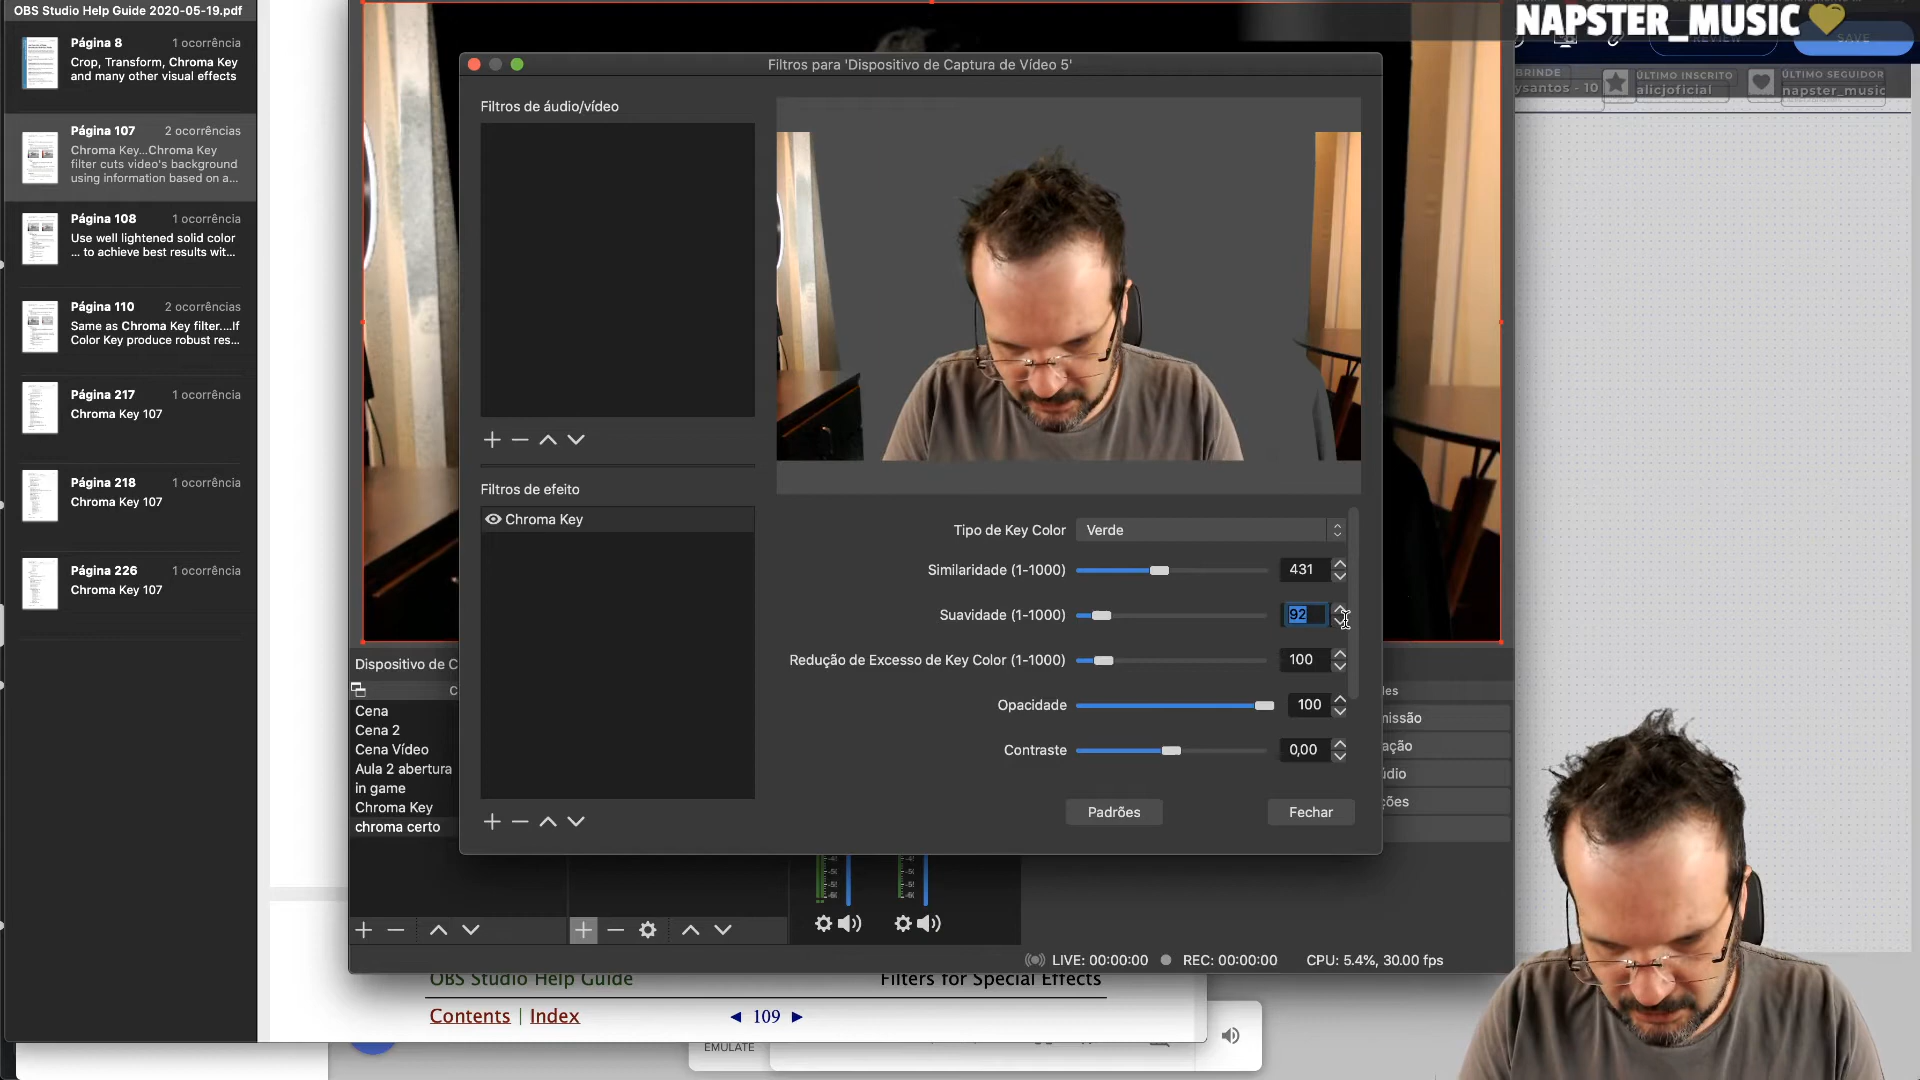 OBS Studio Help Guide 2020-05-19.pdf
Página 8 1 ocorrência
Crop, Transform, Chroma Key
and many other visual effects
Página 107 2 ocorrências
Chroma Key...Chroma Key
filter cuts video's background
using information based on a...
Página 108 1 ocorrência
Use well lightened solid color
... to achieve best results wit...
Página 110 2 ocorrências
Same as Chroma Key filter....If
Color Key produce robust res...
Página 217 1 ocorrência
Chroma Key 107
Página 218 1 ocorrência
Chroma Key 107
Página 226 1 ocorrência
Chroma Key 107
Filtros para 'Dispositivo de Captura de Vídeo 5'
Filtros de áudio/vídeo
Filtros de efeito
Chroma Key
Tipo de Key Color Verde
Similaridade (1-1000) 431
Suavidade (1-1000) 92
Redução de Excesso de Key Color (1-1000) 100
Opacidade 100
Contraste 0,00
Padrões Fechar
Dispositivo de C
Cena
Cena 2
Cena Vídeo
Aula 2 abertura
in game
Chroma Key
chroma certo
les
nissão
ação
údio
ções
LIVE: 00:00:00 REC: 00:00:00 CPU: 5.4%, 30.00 fps
OBS Studio Help Guide Filters for Special Effects
Contents | Index ◄ 109 ►
EMULATE
NAPSTER_MUSIC
SAVE
BRINDE
ysantos - 10
ÚLTIMO INSCRITO
alicjoficial
ÚLTIMO SEGUIDOR
napster_music